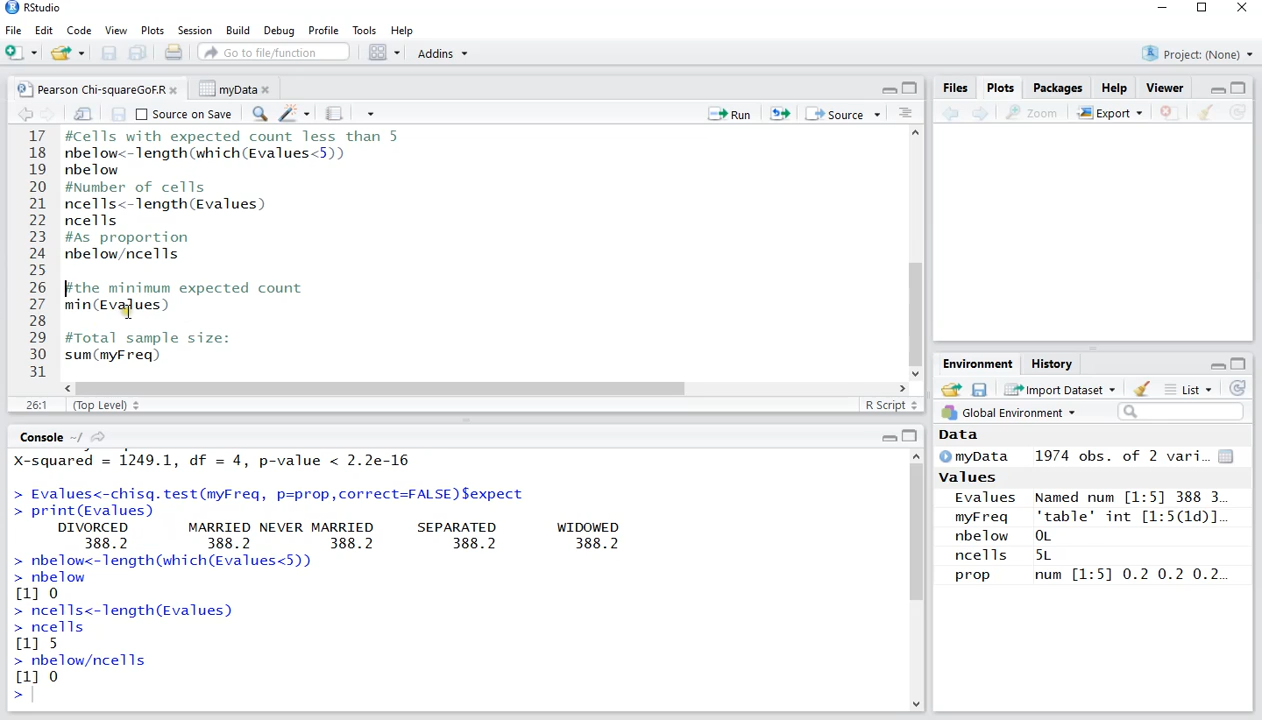 RStudio
File Edit Code View Plots Session Build Debug Profile Tools Help
Go to file/function Addins Project: (None)
Pearson Chi-squareGoF.R myData
Source on Save Run Source
17 #Cells with expected count less than 5
18 nbelow<-length(which(Evalues<5))
19 nbelow
20 #Number of cells
21 ncells<-length(Evalues)
22 ncells
23 #As proportion
24 nbelow/ncells
25
26 #the minimum expected count
27 min(Evalues)
28
29 #Total sample size:
30 sum(myFreq)
31
26:1 (Top Level) R Script
Console ~/
X-squared = 1249.1, df = 4, p-value < 2.2e-16
> Evalues<-chisq.test(myFreq, p=prop,correct=FALSE)$expect
> print(Evalues)
DIVORCED MARRIED NEVER MARRIED SEPARATED WIDOWED
388.2 388.2 388.2 388.2 388.2
> nbelow<-length(which(Evalues<5))
> nbelow
[1] 0
> ncells<-length(Evalues)
> ncells
[1] 5
> nbelow/ncells
[1] 0
>
Files Plots Packages Help Viewer
Zoom Export
Environment History
Import Dataset List
Global Environment
Data
myData 1974 obs. of 2 vari...
Values
Evalues Named num [1:5] 388 3...
myFreq 'table' int [1:5(1d)]...
nbelow 0L
ncells 5L
prop num [1:5] 0.2 0.2 0.2...